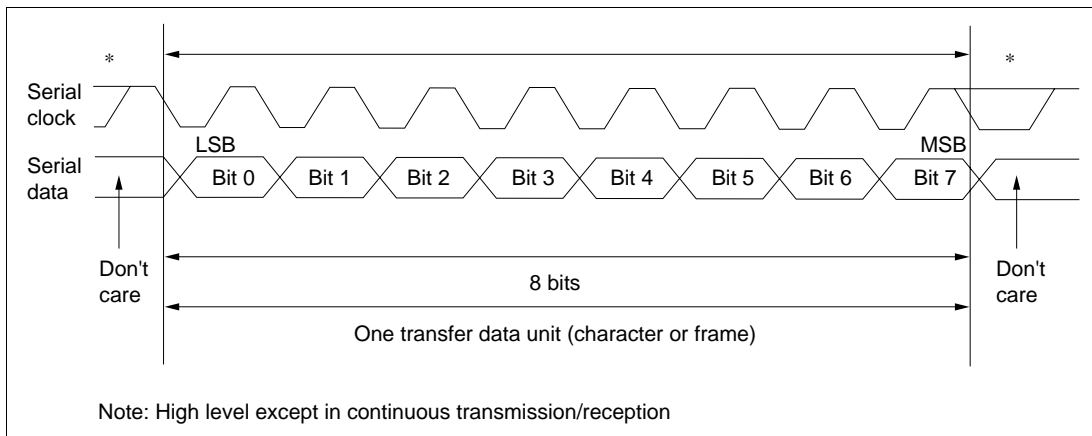 * *
Serial
clock
LSB MSB
Serial
data
Bit 0 Bit 1 Bit 2 Bit 3 Bit 4 Bit 5 Bit 6 Bit 7
Don't
care
Don't
care
8 bits
One transfer data unit (character or frame)
Note: High level except in continuous transmission/reception